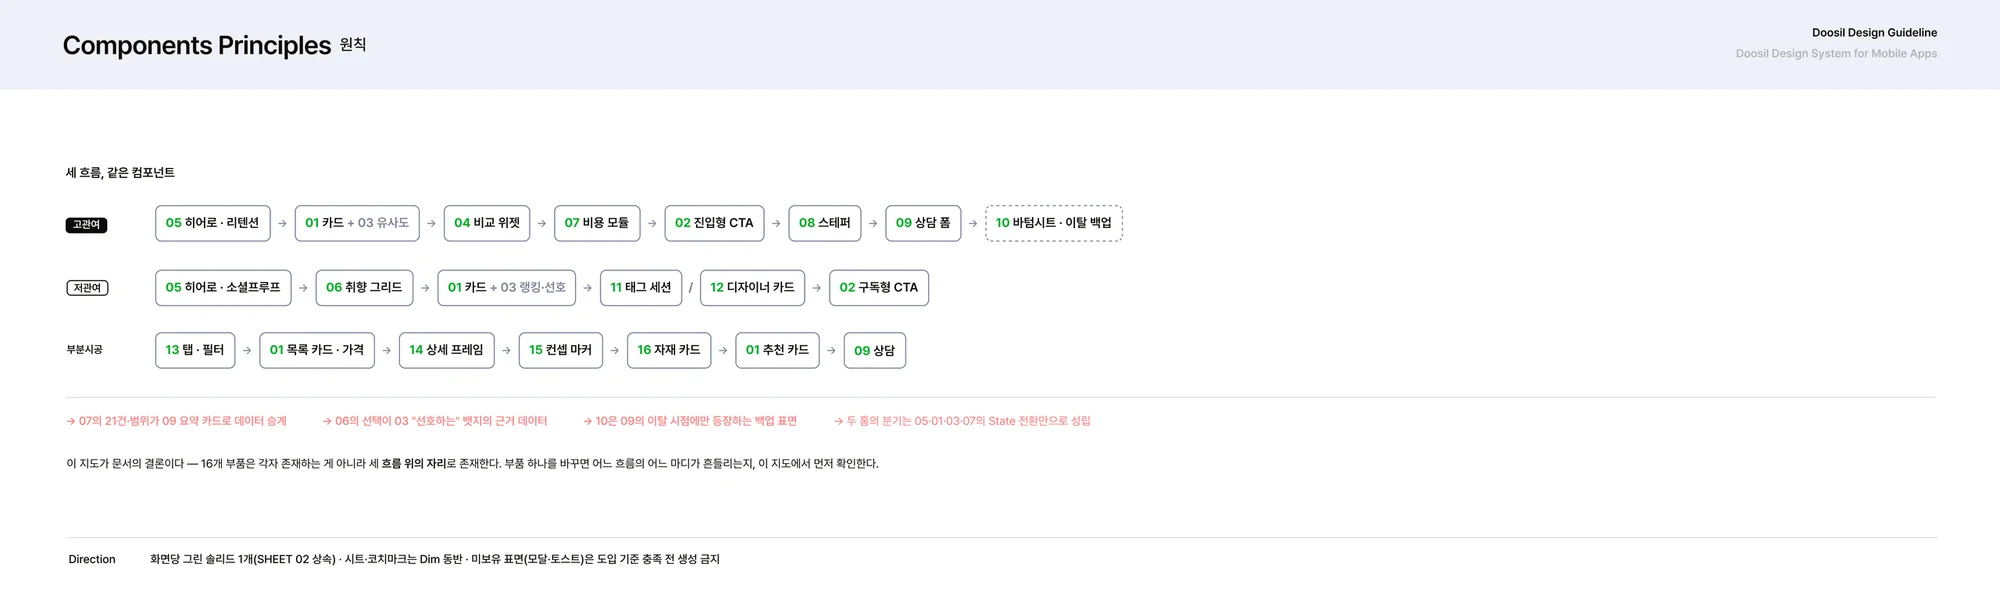 Components Principles 원칙
Doosil Design Guideline
Doosil Design System for Mobile Apps
세 흐름, 같은 컴포넌트
고관여 05 히어로 · 리텐션 → 01 카드 + 03 유사도 → 04 비교 위젯 → 07 비용 모듈 → 02 진입형 CTA → 08 스테퍼 → 09 상담 폼 → 10 바텀시트 · 이탈 백업
저관여 05 히어로 · 소셜프루프 → 06 취향 그리드 → 01 카드 + 03 랭킹·선호 → 11 태그 세션 / 12 디자이너 카드 → 02 구독형 CTA
부분시공 13 탭 · 필터 → 01 목록 카드 · 가격 → 14 상세 프레임 → 15 컨셉 마커 → 16 자재 카드 → 01 추천 카드 → 09 상담
→ 07의 21건·범위가 09 요약 카드로 데이터 승계 → 06의 선택이 03 "선호하는" 뱃지의 근거 데이터 → 10은 09의 이탈 시점에만 등장하는 백업 표면 → 두 홈의 분기는 05·01·03·07의 State 전환만으로 성립
이 지도가 문서의 결론이다 — 16개 부품은 각자 존재하는 게 아니라 세 흐름 위의 자리로 존재한다. 부품 하나를 바꾸면 어느 흐름의 어느 마디가 흔들리는지, 이 지도에서 먼저 확인한다.
Direction 화면당 그린 솔리드 1개(SHEET 02 상속) · 시트·코치마크는 Dim 동반 · 미보유 표면(모달·토스트)은 도입 기준 충족 전 생성 금지